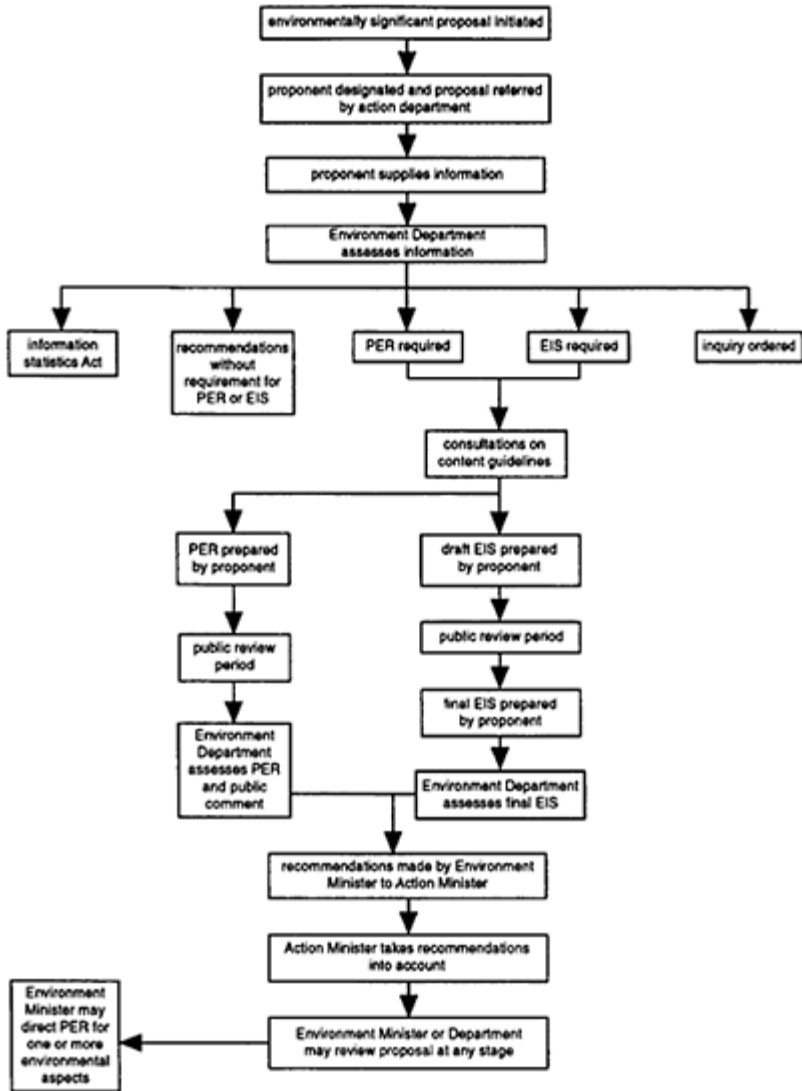 environmentally significant proposal initiated
proponent designated and proposal referred
by action department
proponent supplies information
Environment Department
assesses information
information
statistics Act
recommendations
without
requirement for
PER or EIS
PER required
EIS required
inquiry ordered
consultations on
content guidelines
PER prepared
by proponent
draft EIS prepared
by proponent
public review
period
public review period
final EIS prepared
by proponent
Environment
Department
assesses PER
and public
comment
Environment Department
assesses final EIS
recommendations made by Environment
Minister to Action Minister
Action Minister takes recommendations
into account
Environment
Minister may
direct PER for
one or more
environmental
aspects
Environment Minister or Department
may review proposal at any stage